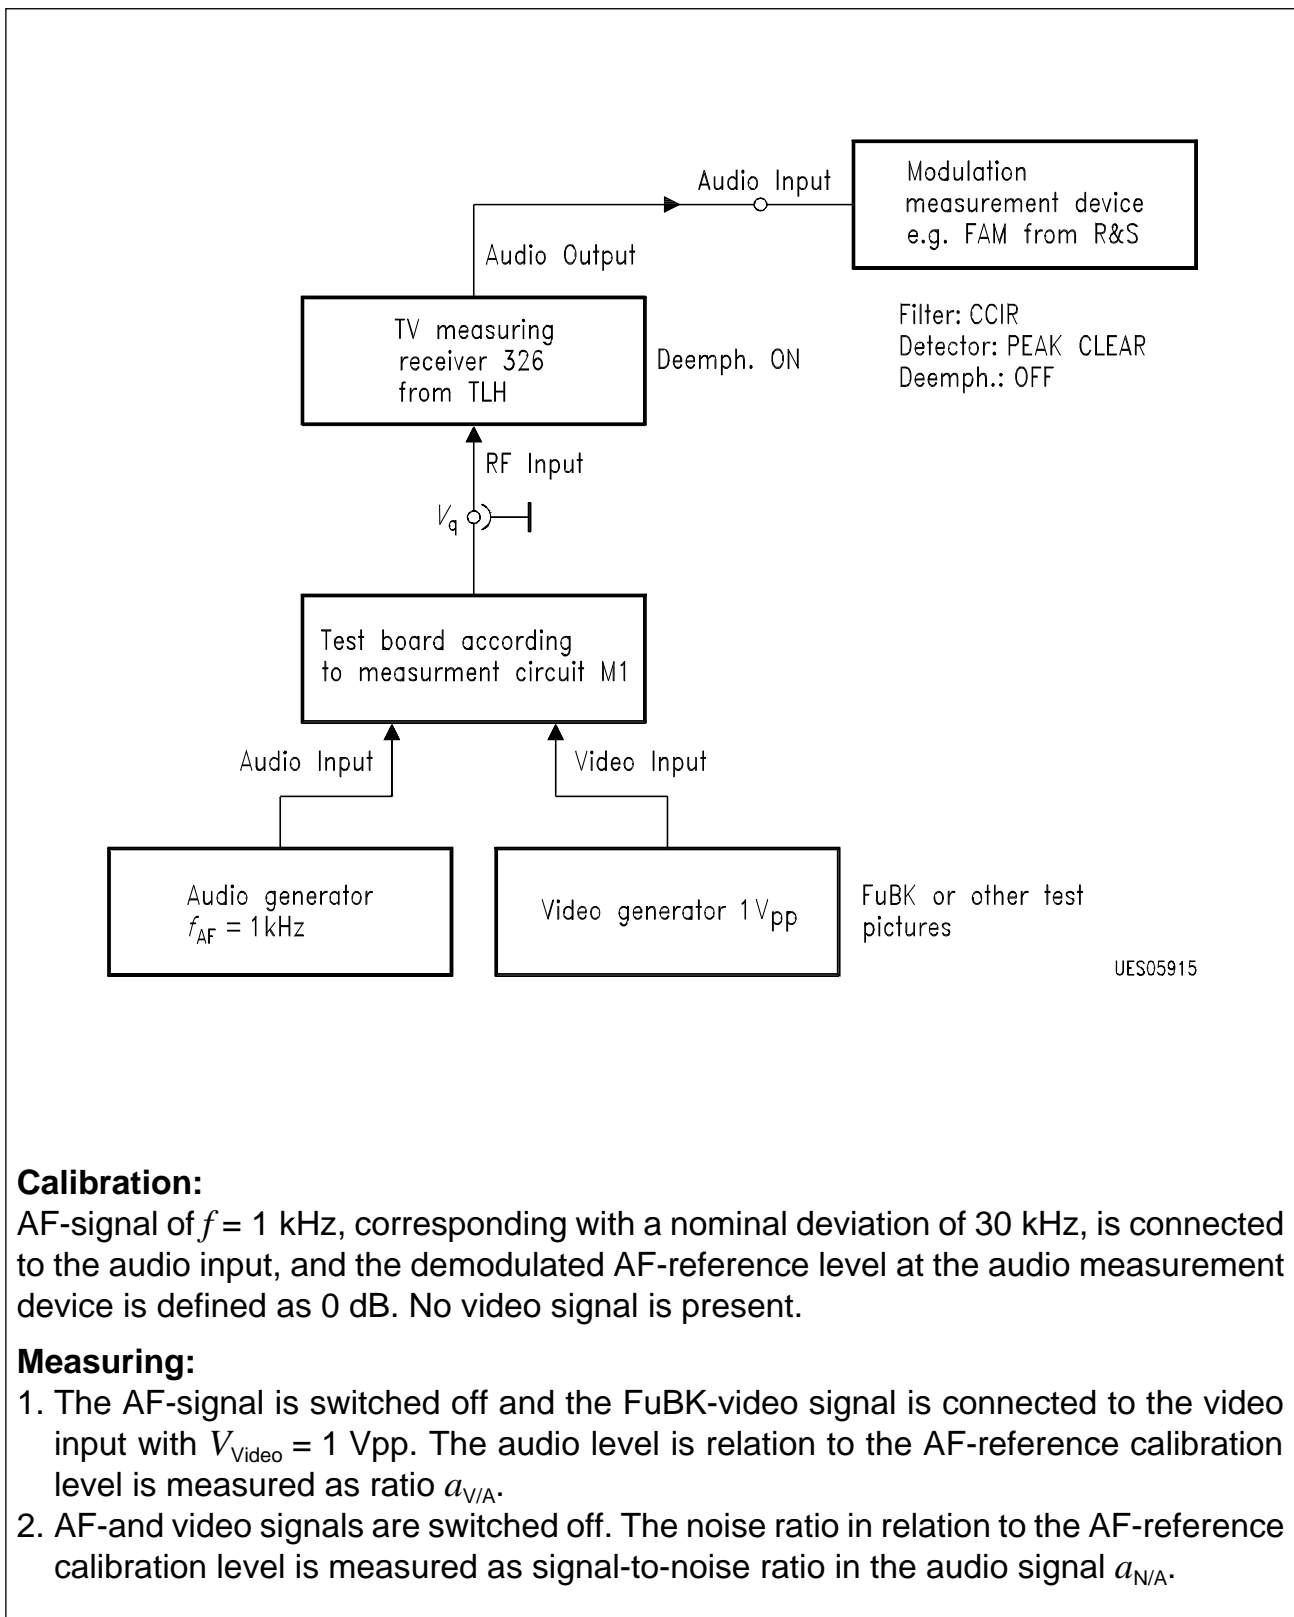 Audio Input
Modulation
measurement device
e.g. FAM from R&S
Audio Output
Filter: CCIR
Detector: PEAK CLEAR
Deemph.: OFF
TV measuring
receiver 326
from TLH
Deemph. ON
RF Input
Vq
Test board according
to measurment circuit M1
Audio Input
Video Input
Audio generator
fAF = 1kHz
Video generator 1Vpp
FuBK or other test
pictures
UES05915
Calibration:
AF-signal of f = 1 kHz, corresponding with a nominal deviation of 30 kHz, is connected
to the audio input, and the demodulated AF-reference level at the audio measurement
device is defined as 0 dB. No video signal is present.
Measuring:
1. The AF-signal is switched off and the FuBK-video signal is connected to the video
input with VVideo = 1 Vpp. The audio level is relation to the AF-reference calibration
level is measured as ratio aV/A.
2. AF-and video signals are switched off. The noise ratio in relation to the AF-reference
calibration level is measured as signal-to-noise ratio in the audio signal aN/A.